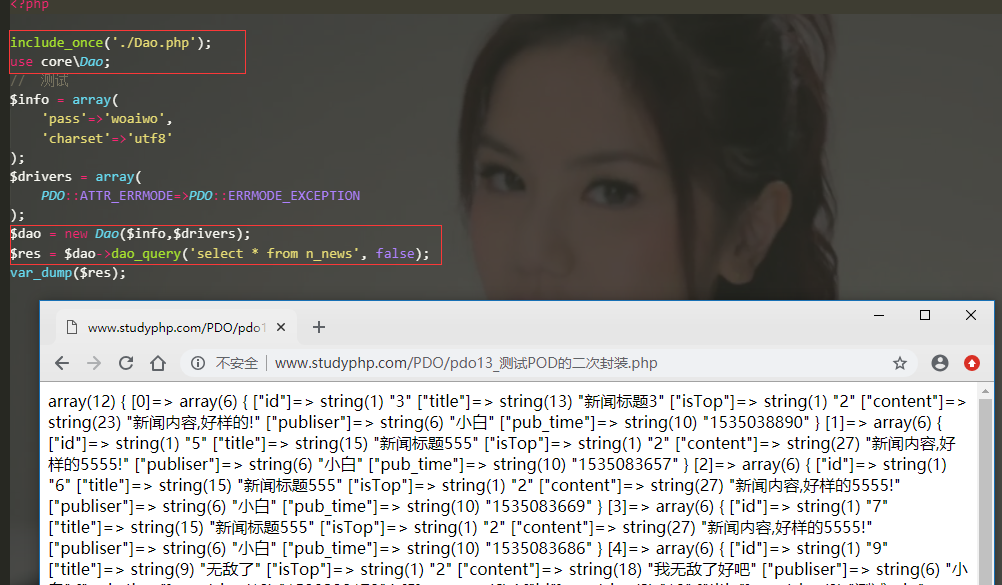 <?php
include_once('./Dao.php');
use core\Dao;
// 测试
$info = array(
'pass'=>'woaiwo',
'charset'=>'utf8'
);
$drivers = array(
PDO::ATTR_ERRMODE=>PDO::ERRMODE_EXCEPTION
);
$dao = new Dao($info,$drivers);
$res = $dao->dao_query('select * from n_news', false);
var_dump($res);
www.studyphp.com/PDO/pdo1
不安全 www.studyphp.com/PDO/pdo13_测试POD的二次封装.php
array(12) { [0]=> array(6) { ["id"]=> string(1) "3" ["title"]=> string(13) "新闻标题3" ["isTop"]=> string(1) "2" ["content"]=>
string(23) "新闻内容,好样的!" ["publiser"]=> string(6) "小白" ["pub_time"]=> string(10) "1535038890" } [1]=> array(6) {
["id"]=> string(1) "5" ["title"]=> string(15) "新闻标题555" ["isTop"]=> string(1) "2" ["content"]=> string(27) "新闻内容,好
样的5555!" ["publiser"]=> string(6) "小白" ["pub_time"]=> string(10) "1535083657" } [2]=> array(6) { ["id"]=> string(1)
"6" ["title"]=> string(15) "新闻标题555" ["isTop"]=> string(1) "2" ["content"]=> string(27) "新闻内容,好样的5555!"
["publiser"]=> string(6) "小白" ["pub_time"]=> string(10) "1535083669" } [3]=> array(6) { ["id"]=> string(1) "7"
["title"]=> string(15) "新闻标题555" ["isTop"]=> string(1) "2" ["content"]=> string(27) "新闻内容,好样的5555!"
["publiser"]=> string(6) "小白" ["pub_time"]=> string(10) "1535083686" } [4]=> array(6) { ["id"]=> string(1) "9"
["title"]=> string(9) "无敌了" ["isTop"]=> string(1) "2" ["content"]=> string(18) "我无敌了好吧" ["publiser"]=> string(6) "小